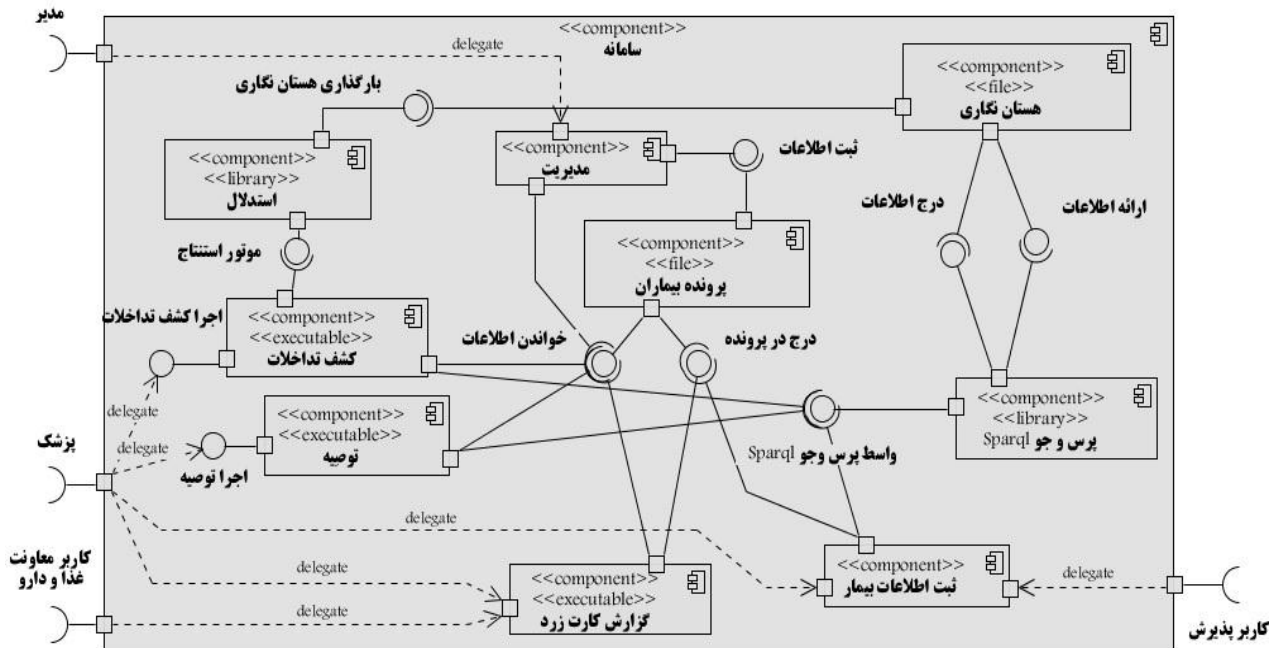 مدیر
<<component>>
سامانه
delegate
<<component>>
<<file>>
هستان نگاری
بارگذاری هستان نگاری
<<component>>
<<library>>
استدلال
<<component>>
مدیریت
ثبت اطلاعات
درج اطلاعات
ارائه اطلاعات
موتور استنتاج
<<component>>
<<file>>
پرونده بیماران
اجرا کشف تداخلات
<<component>>
<<executable>>
کشف تداخلات
خواندن اطلاعات
درج در پرونده
delegate
<<component>>
<<executable>>
توصیه
<<component>>
<<library>>
پرس و جو Sparql
پزشک
delegate
اجرا توصیه
واسط پرس وجو Sparql
delegate
کاربر معاونت
غذا و دارو
delegate
delegate
<<component>>
<<executable>>
گزارش کارت زرد
<<component>>
ثبت اطلاعات بیمار
delegate
کاربر پذیرش